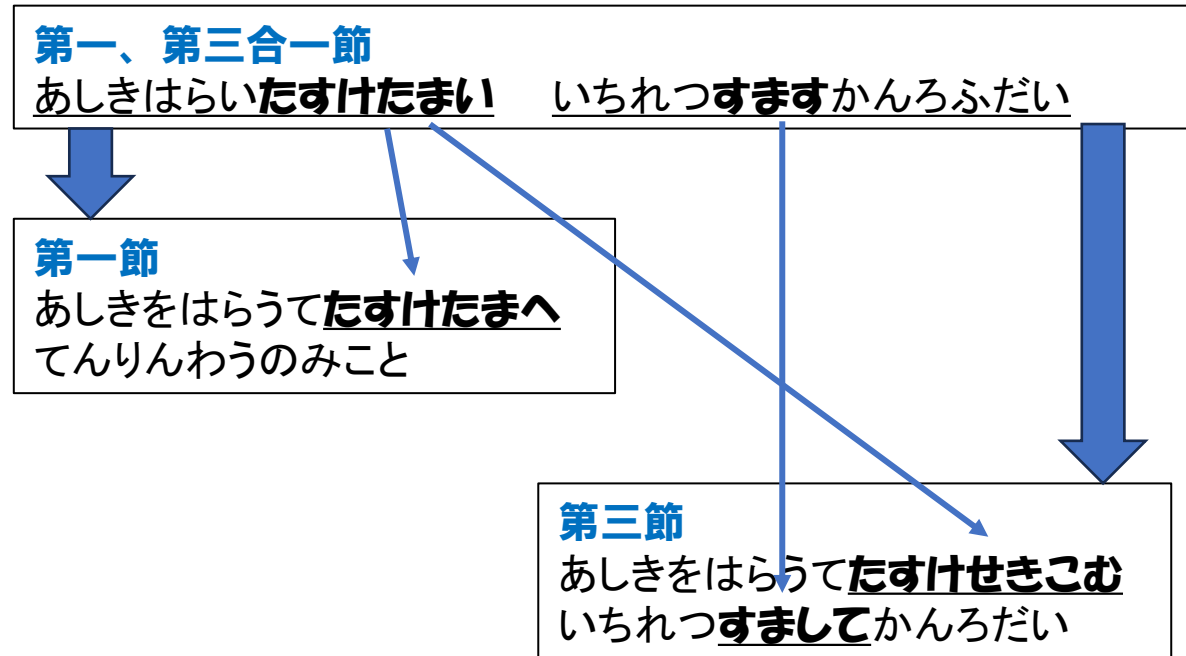 第一、第三合一節
あしきはらいたすけたまい　いちれつすますかんろふだい
第一節
あしきをはらうてたすけたまへ
てんりんわうのみこと
第三節
あしきをはらうてたすけせきこむ
いちれつすましてかんろだい